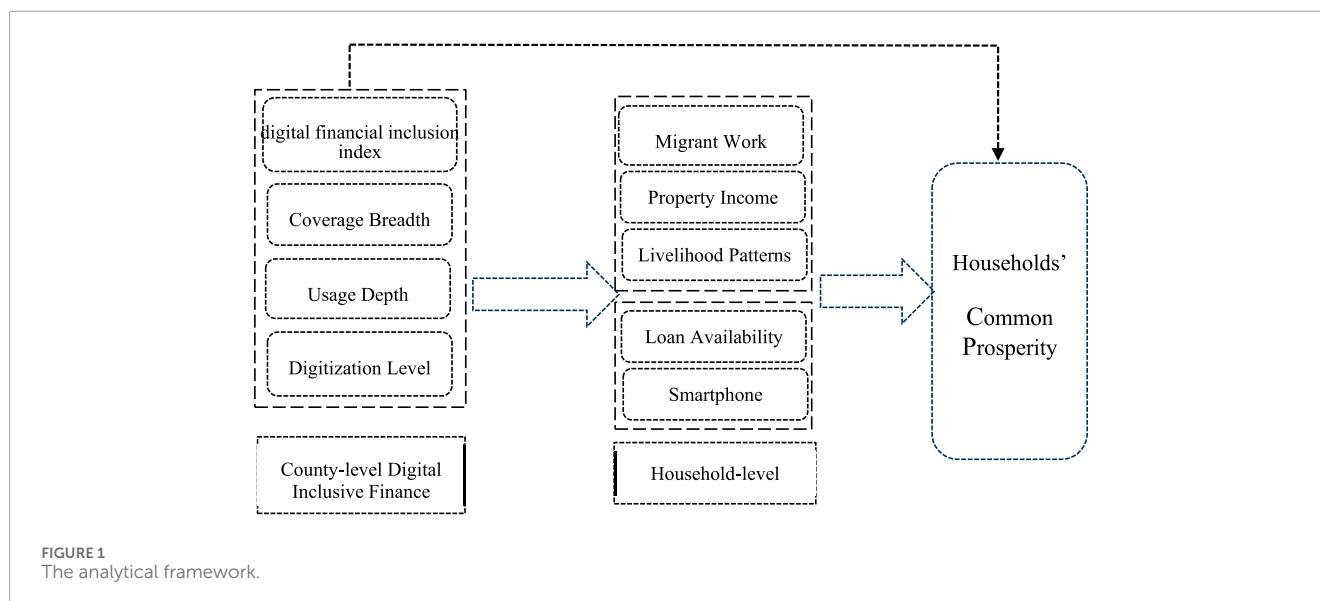 digital financial inclusion
index
Coverage Breadth
Usage Depth
Digitization Level
County-level Digital
Inclusive Finance
Migrant Work
Property Income
Livelihood Patterns
Loan Availability
Smartphone
Household-level
Households’
Common
Prosperity
FIGURE 1
The analytical framework.